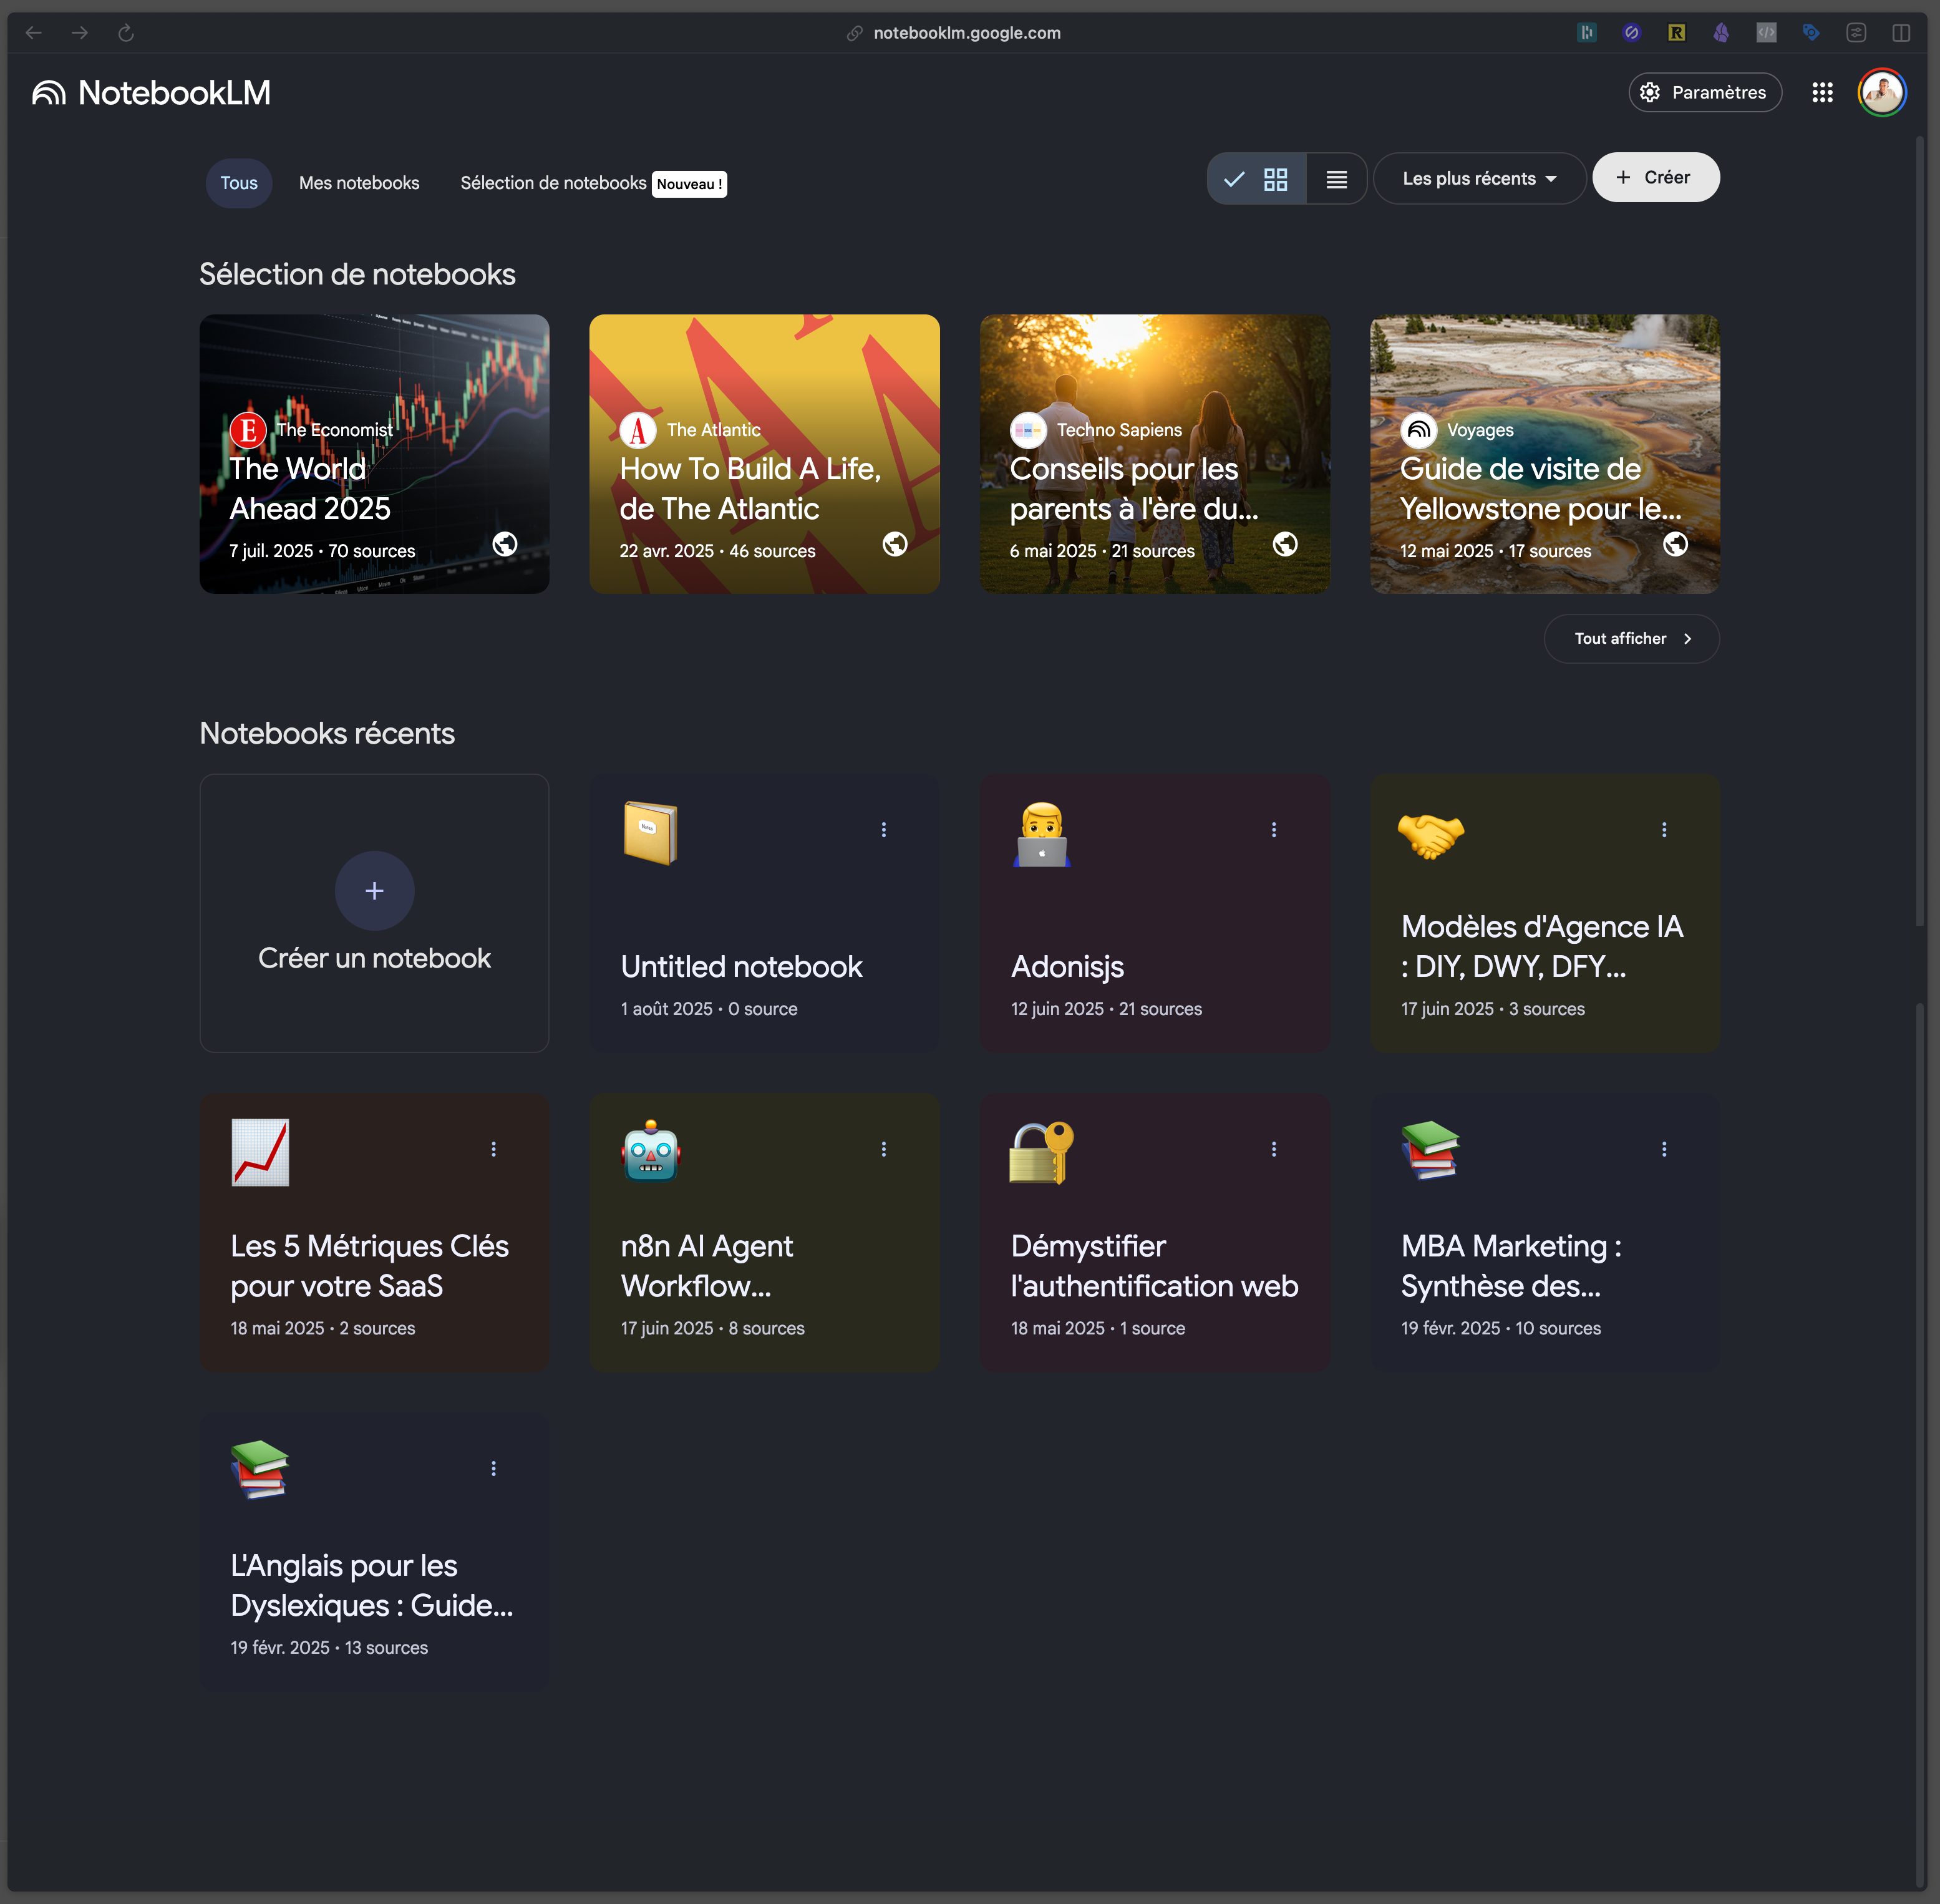 notebooklm.google.com
NotebookLM
Paramètres
Tous
Mes notebooks
Sélection de notebooks Nouveau !
Les plus récents
+ Créer
Sélection de notebooks
The Economist
The World
Ahead 2025
7 juil. 2025 • 70 sources
The Atlantic
How To Build A Life,
de The Atlantic
22 avr. 2025 • 46 sources
Techno Sapiens
Conseils pour les
parents à l'ère du...
6 mai 2025 • 21 sources
Voyages
Guide de visite de
Yellowstone pour le...
12 mai 2025 • 17 sources
Tout afficher
Notebooks récents
Créer un notebook
Untitled notebook
1 août 2025 • 0 source
Adonisjs
12 juin 2025 • 21 sources
Modèles d'Agence IA
: DIY, DWY, DFY...
17 juin 2025 • 3 sources
Les 5 Métriques Clés
pour votre SaaS
18 mai 2025 • 2 sources
n8n AI Agent
Workflow...
17 juin 2025 • 8 sources
Démystifier
l'authentification web
18 mai 2025 • 1 source
MBA Marketing :
Synthèse des...
19 févr. 2025 • 10 sources
L'Anglais pour les
Dyslexiques : Guide...
19 févr. 2025 • 13 sources